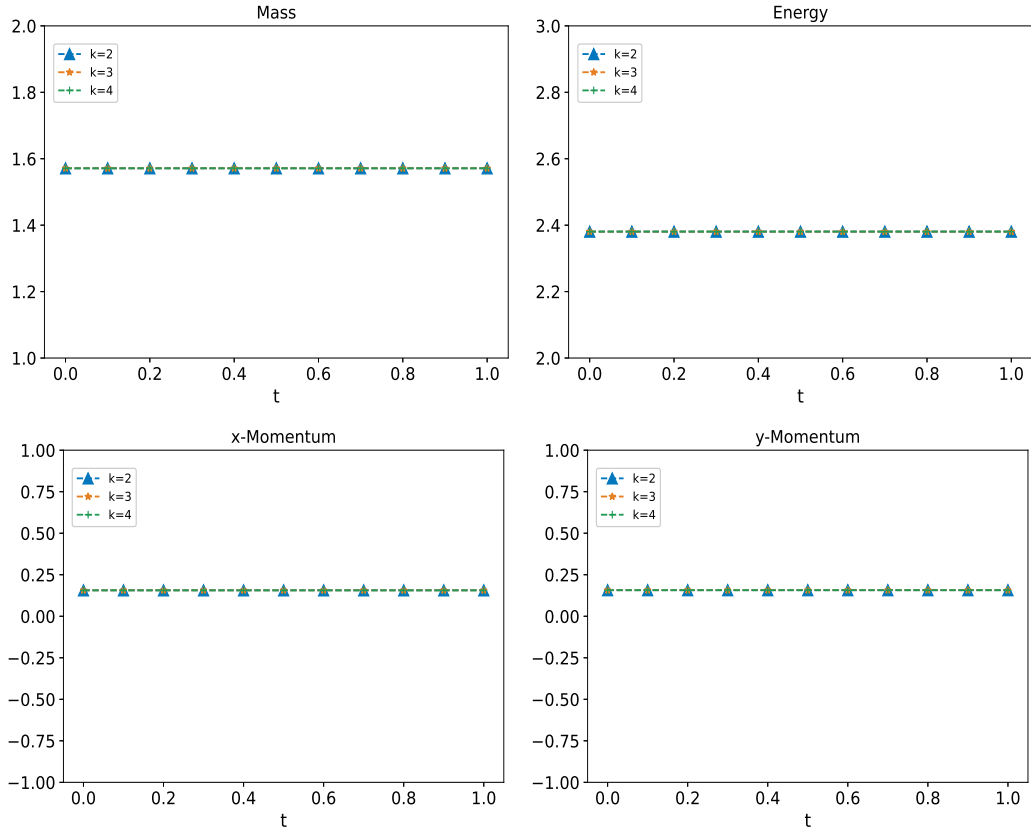 Mass
2.0
1.8
1.6
1.4
1.2
1.0
k=2
k=3
k=4
0.0 0.2 0.4 0.6 0.8 1.0
t
Energy
3.0
2.8
2.6
2.4
2.2
2.0
k=2
k=3
k=4
0.0 0.2 0.4 0.6 0.8 1.0
t
x-Momentum
1.00
0.75
0.50
0.25
0.00
−0.25
−0.50
−0.75
−1.00
k=2
k=3
k=4
0.0 0.2 0.4 0.6 0.8 1.0
t
y-Momentum
1.00
0.75
0.50
0.25
0.00
−0.25
−0.50
−0.75
−1.00
k=2
k=3
k=4
0.0 0.2 0.4 0.6 0.8 1.0
t